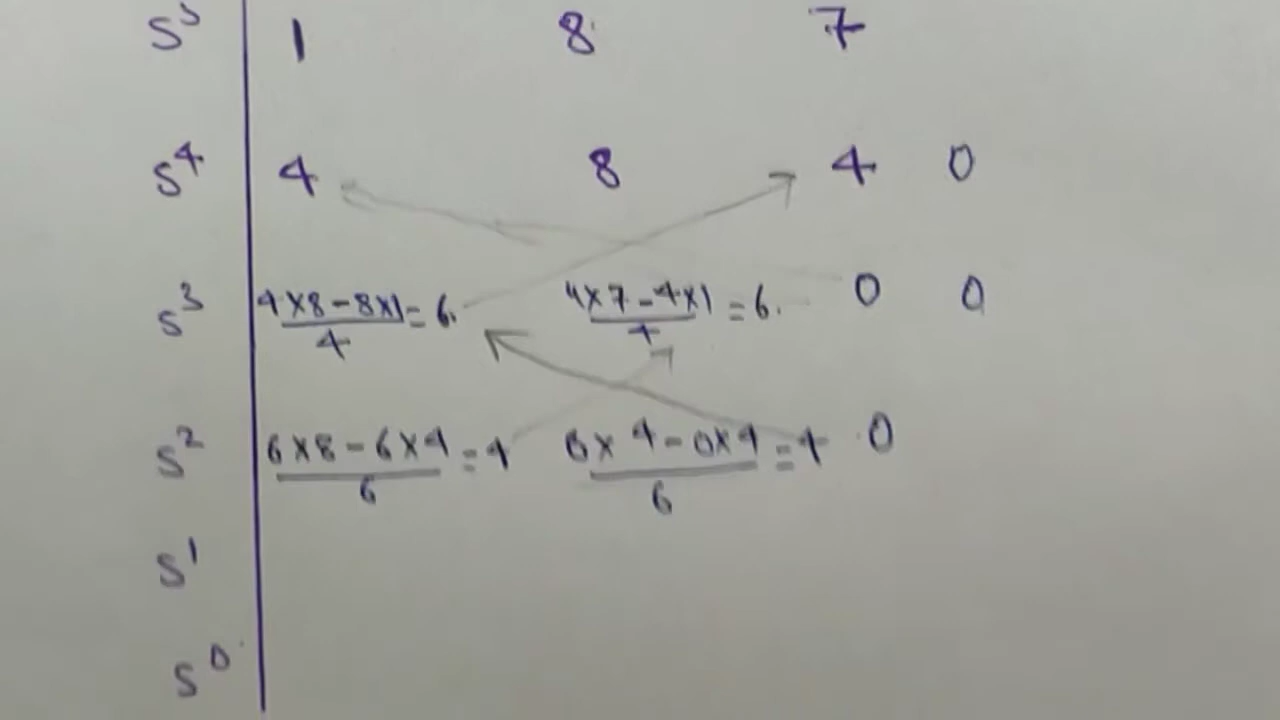 s⁵ 1 8 7
s⁴ 4 8 4 0
s³ (4×8-8×1)/4 = 6 (4×7-4×1)/4 = 6 0 0
s² (6×8-6×4)/6 = 4 (6×4-0×4)/6 = 4 0
s¹
s⁰